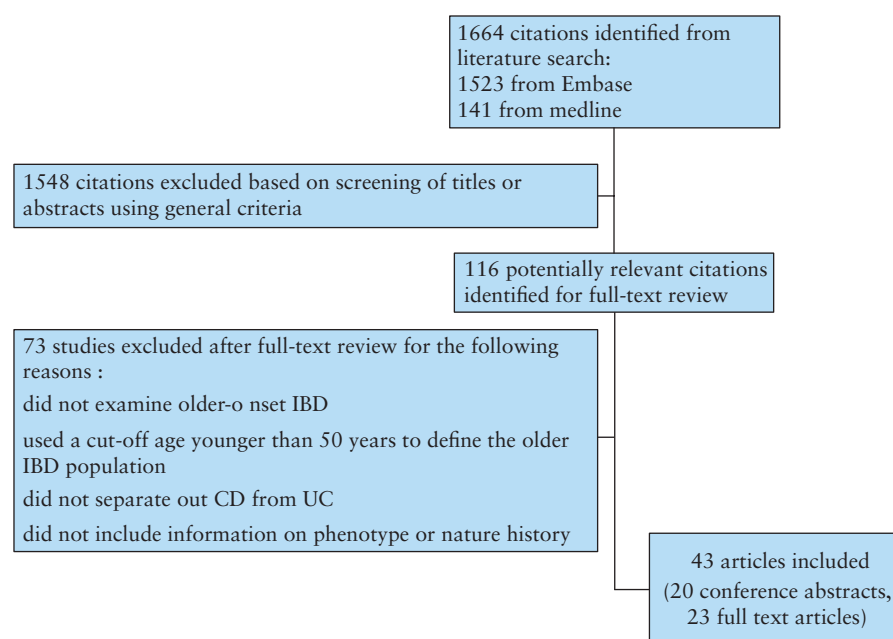 1664 citations identified from
literature search:
1523 from Embase
141 from medline
1548 citations excluded based on screening of titles or
abstracts using general criteria
116 potentially relevant citations
identified for full-text review
73 studies excluded after full-text review for the following
reasons :
did not examine older-o nset IBD
used a cut-off age younger than 50 years to define the older
IBD population
did not separate out CD from UC
did not include information on phenotype or nature history
43 articles included
(20 conference abstracts,
23 full text articles)